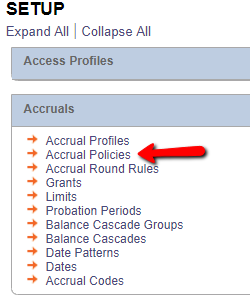 SETUP
Expand All | Collapse All
Access Profiles
Accruals
Accrual Profiles
Accrual Policies
Accrual Round Rules
Grants
Limits
Probation Periods
Balance Cascade Groups
Balance Cascades
Date Patterns
Dates
Accrual Codes